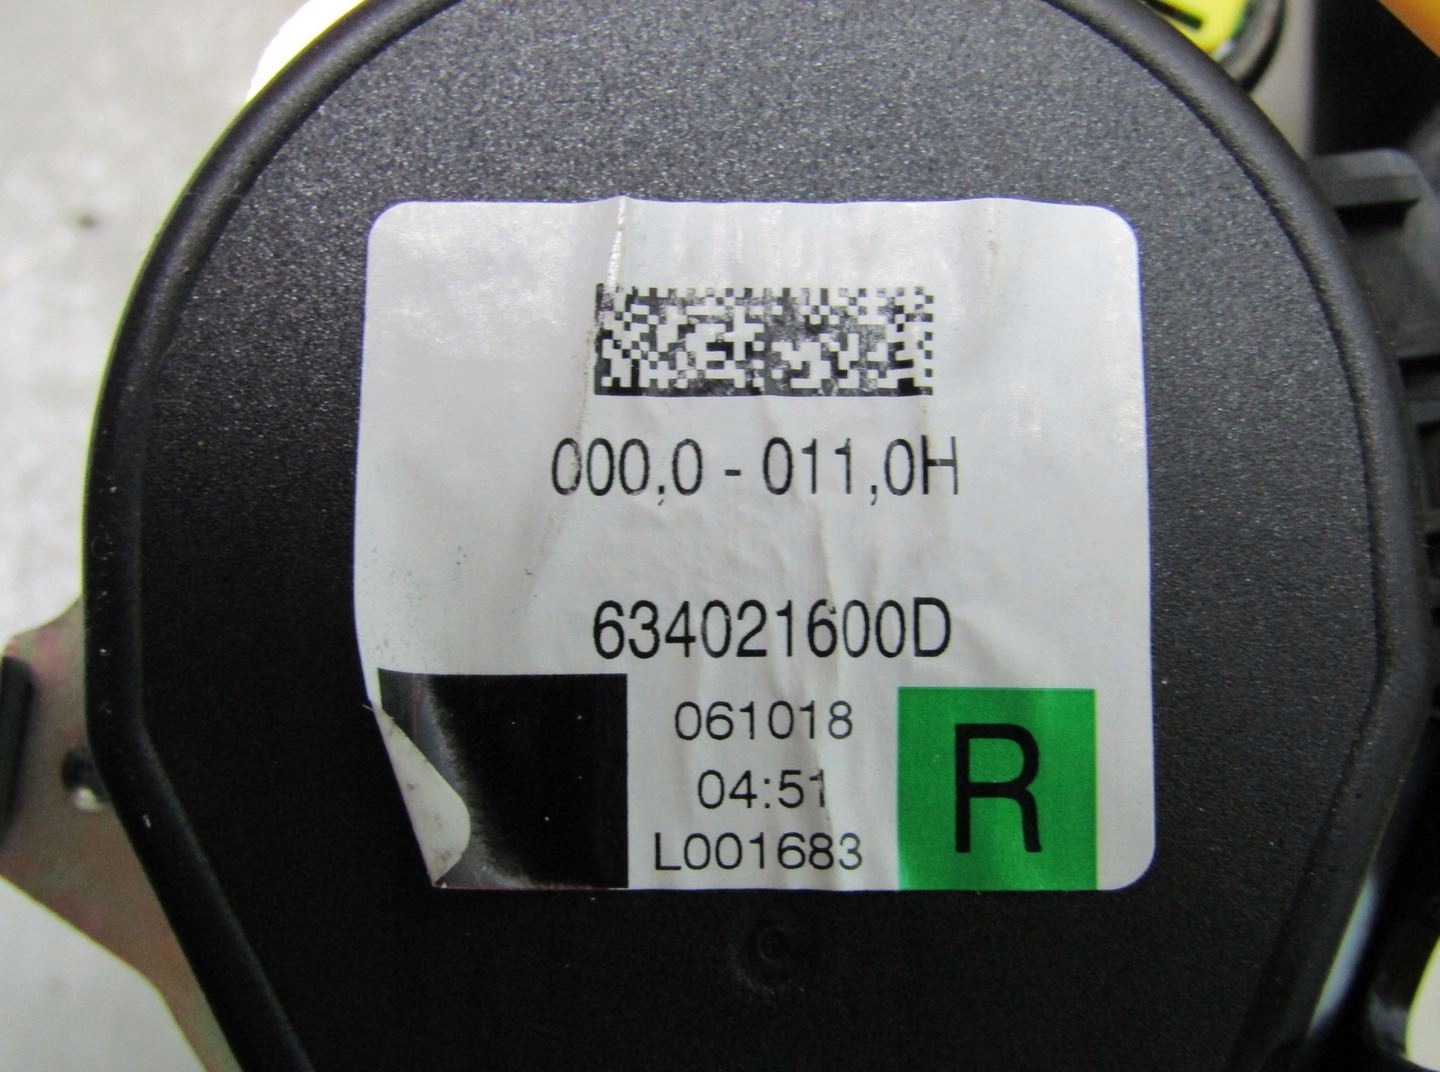 000,0 - 011,0H
634021600D
061018
04:51
L001683
R